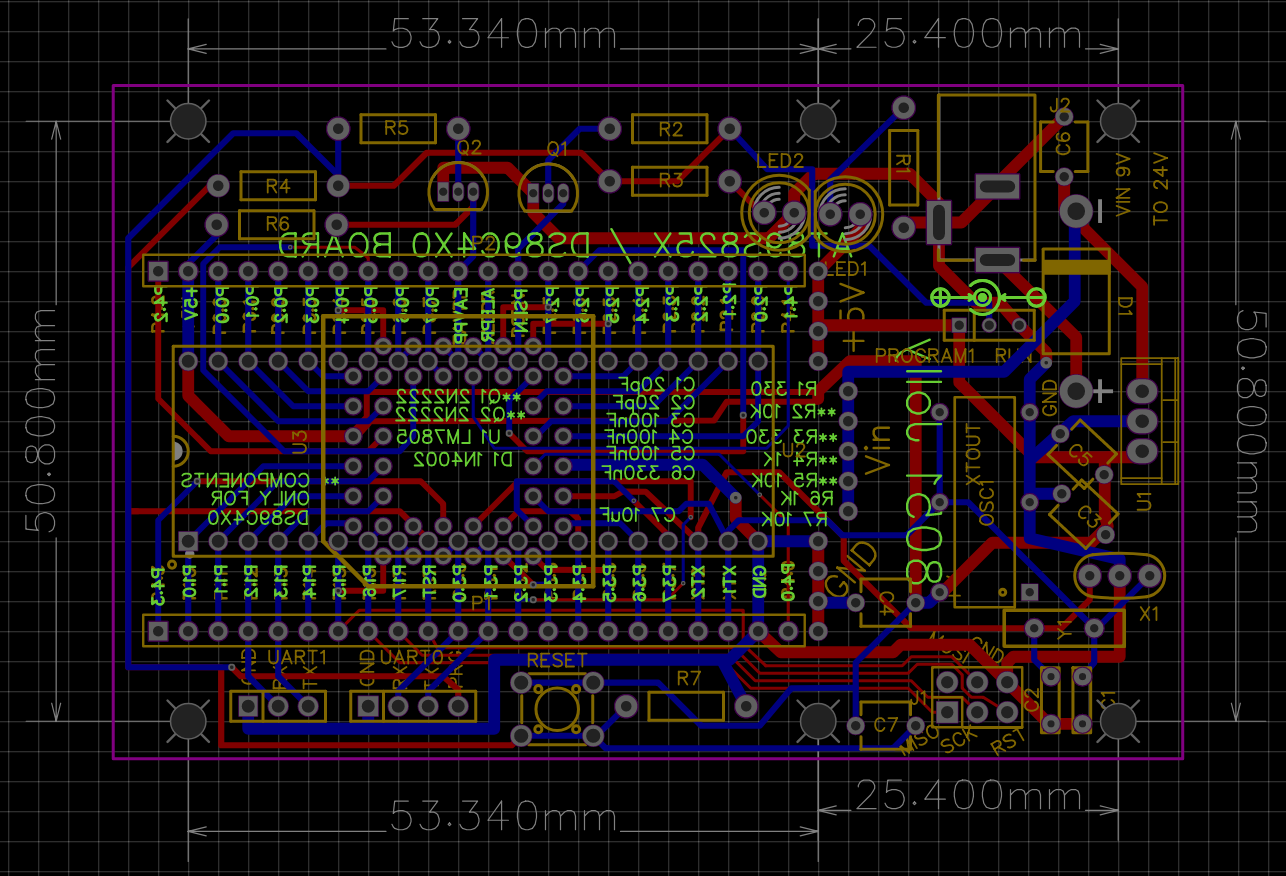 53.340mm
25.400mm
R5
R2
Q2
Q1
J2
LED2
C6
R3
R1
VIN 9V
TO 24V
R4
R6
P2
AT89S825X / DS89C4X0 BOARD
LED1
D1
P4.2
+5V
P0.0
P0.1
P0.2
P0.3
P0.4
P0.5
P0.6
P0.7
EA/VPP
ALE/PR
PSEN
P2.7
P2.6
P2.5
P2.4
P2.3
P2.2
P2.1
P2.0
P4.1
+5V
PROGRAM1
RUN
50.800mm
50.800mm
GND
**Q1 2N2222
**Q2 2N2222
U1 LM7805
D1 1N4002
C1 20pF
C2 20pF
C3 100nF
C4 100nF
C5 100nF
C6 330nF
C7 10uF
R1 330
**R2 10K
**R3 330
**R4 1K
**R5 10K
R6 1K
R7 10K
U3
U2
Vin
OSC1
XTOUT
C5
C3
U1
** COMPONENTS
ONLY FOR
DS89C4X0
P4.3
P1.0
P1.1
P1.2
P1.3
P1.4
P1.5
P1.6
P1.7
RST
P3.0
P3.1
P3.2
P3.3
P3.4
P3.5
P3.6
P3.7
XT2
XT1
GND
P4.0
GND
C4
P1
X1
Y1
UART1
GND
UART0
RESET
R7
GND
J1
C2
C1
C7
MISO
SCK
RST
53.340mm
25.400mm